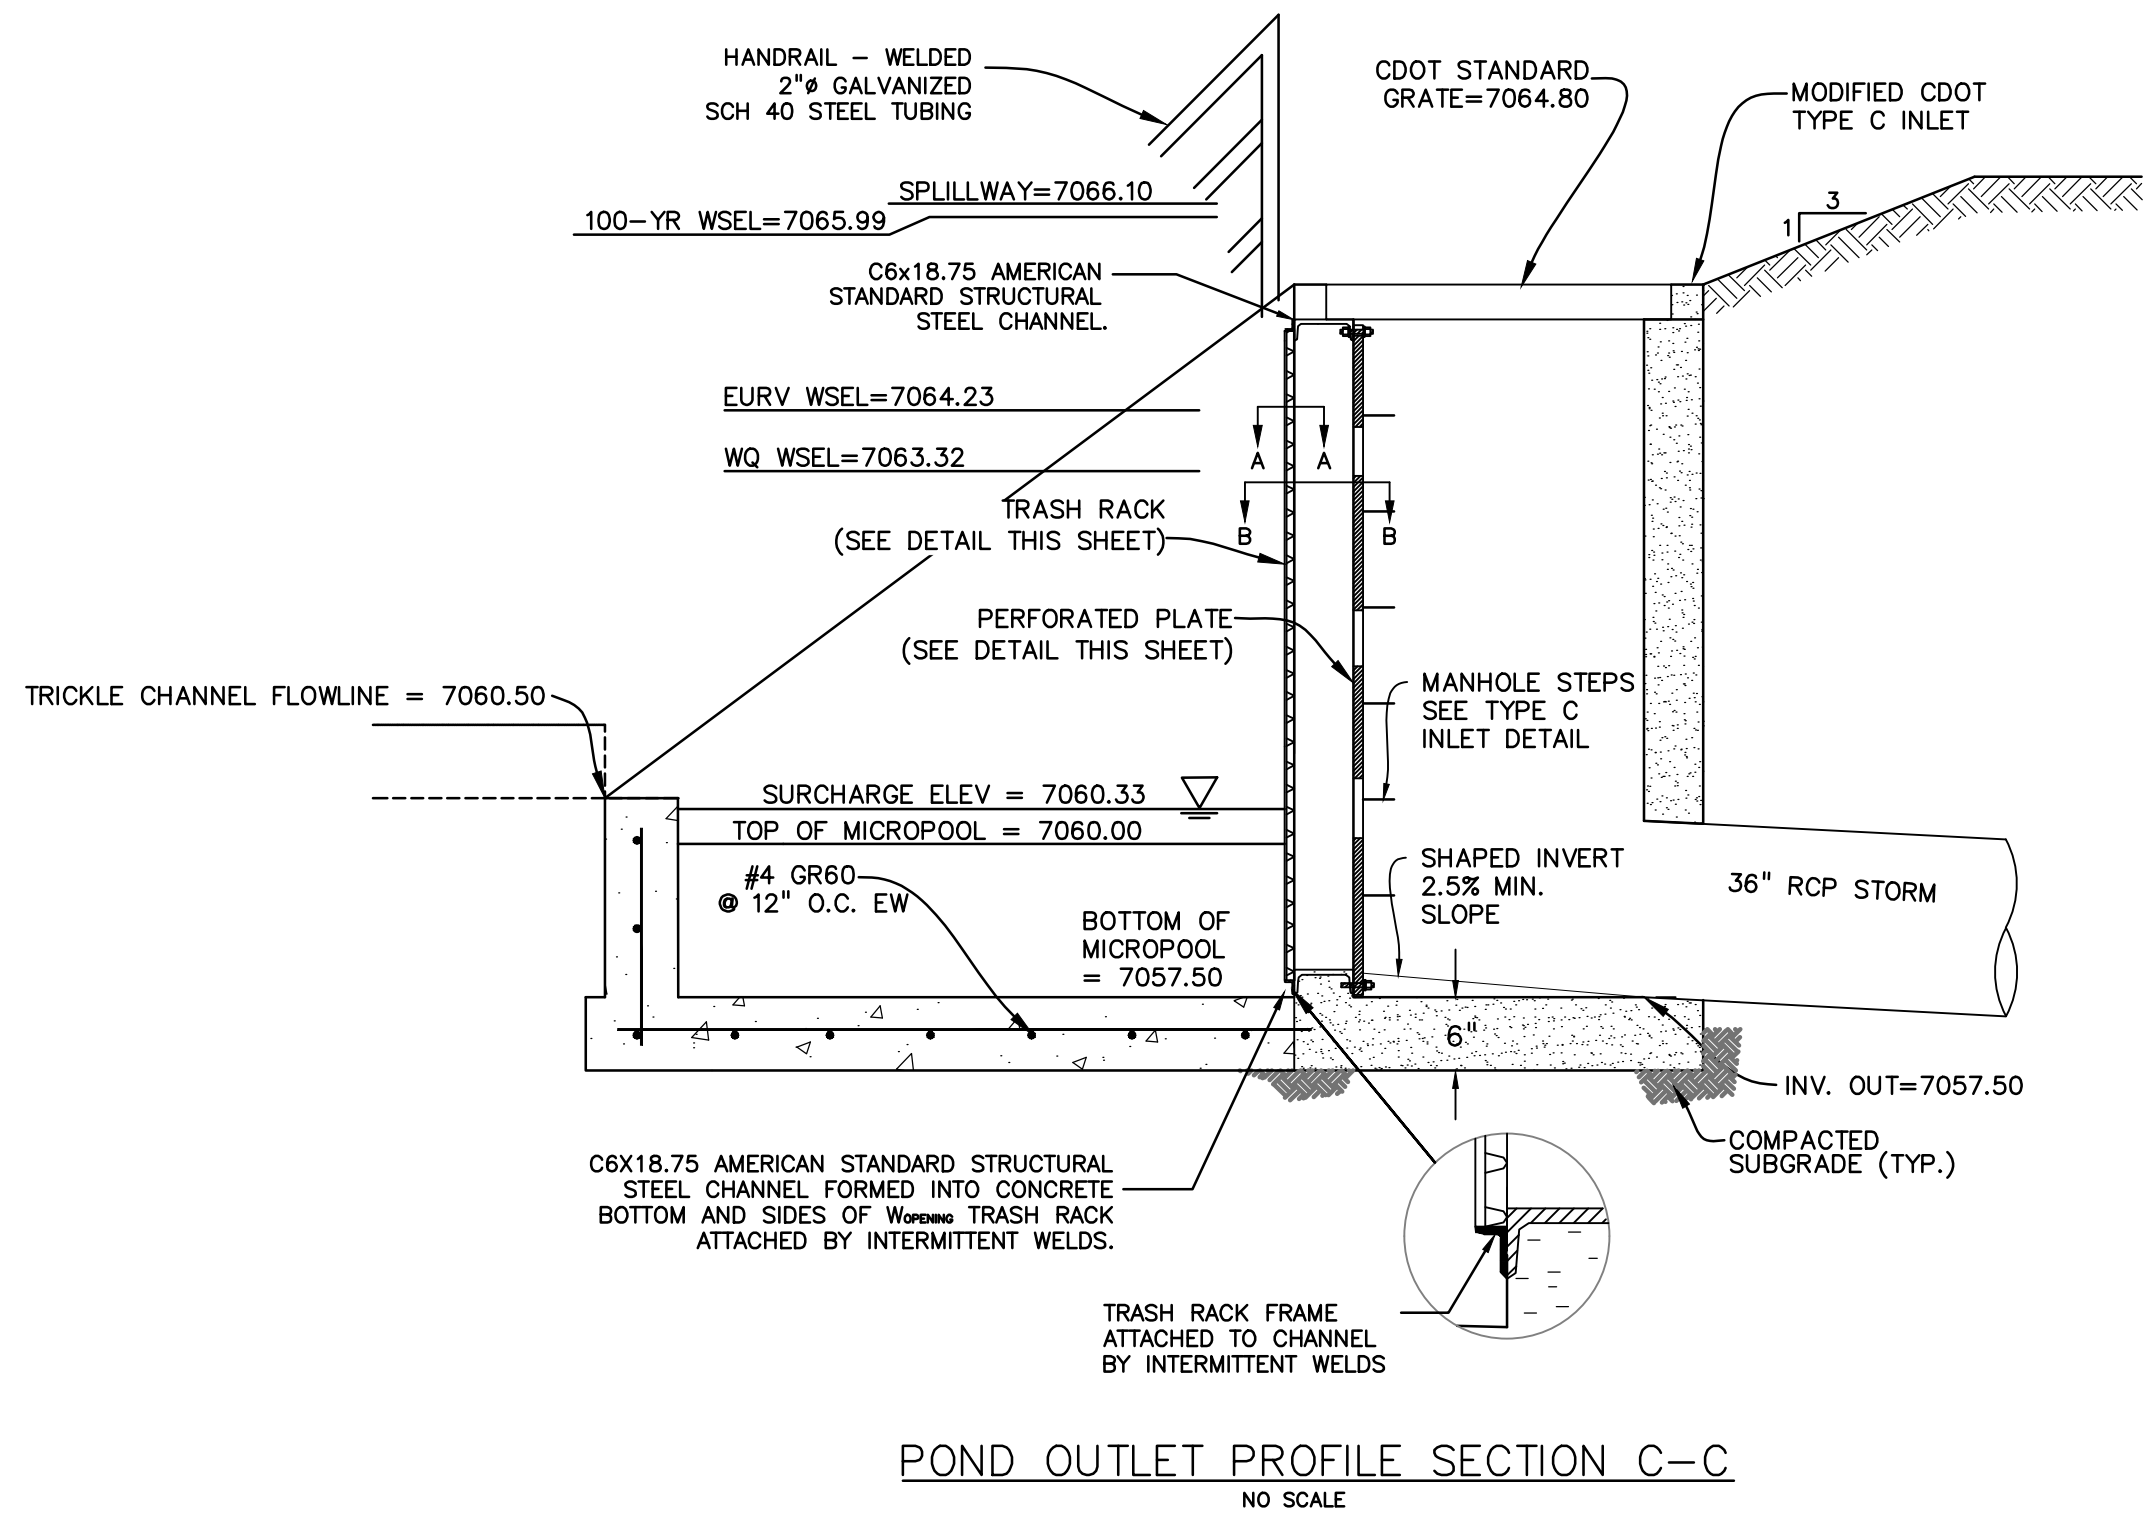 HANDRAIL - WELDED
2"ø GALVANIZED
SCH 40 STEEL TUBING
CDOT STANDARD
GRATE=7064.80
MODIFIED CDOT
TYPE C INLET
SPLILLWAY=7066.10
100-YR WSEL=7065.99
3
1
C6x18.75 AMERICAN
STANDARD STRUCTURAL
STEEL CHANNEL.
EURV WSEL=7064.23
WQ WSEL=7063.32
A A
B B
TRASH RACK
(SEE DETAIL THIS SHEET)
PERFORATED PLATE
(SEE DETAIL THIS SHEET)
MANHOLE STEPS
SEE TYPE C
INLET DETAIL
TRICKLE CHANNEL FLOWLINE = 7060.50
SURCHARGE ELEV = 7060.33
TOP OF MICROPOOL = 7060.00
#4 GR60
@ 12" O.C. EW
BOTTOM OF
MICROPOOL
= 7057.50
SHAPED INVERT
2.5% MIN.
SLOPE
36" RCP STORM
6"
INV. OUT=7057.50
COMPACTED
SUBGRADE (TYP.)
C6X18.75 AMERICAN STANDARD STRUCTURAL
STEEL CHANNEL FORMED INTO CONCRETE
BOTTOM AND SIDES OF WOPENING TRASH RACK
ATTACHED BY INTERMITTENT WELDS.
TRASH RACK FRAME
ATTACHED TO CHANNEL
BY INTERMITTENT WELDS
POND OUTLET PROFILE SECTION C-C
NO SCALE